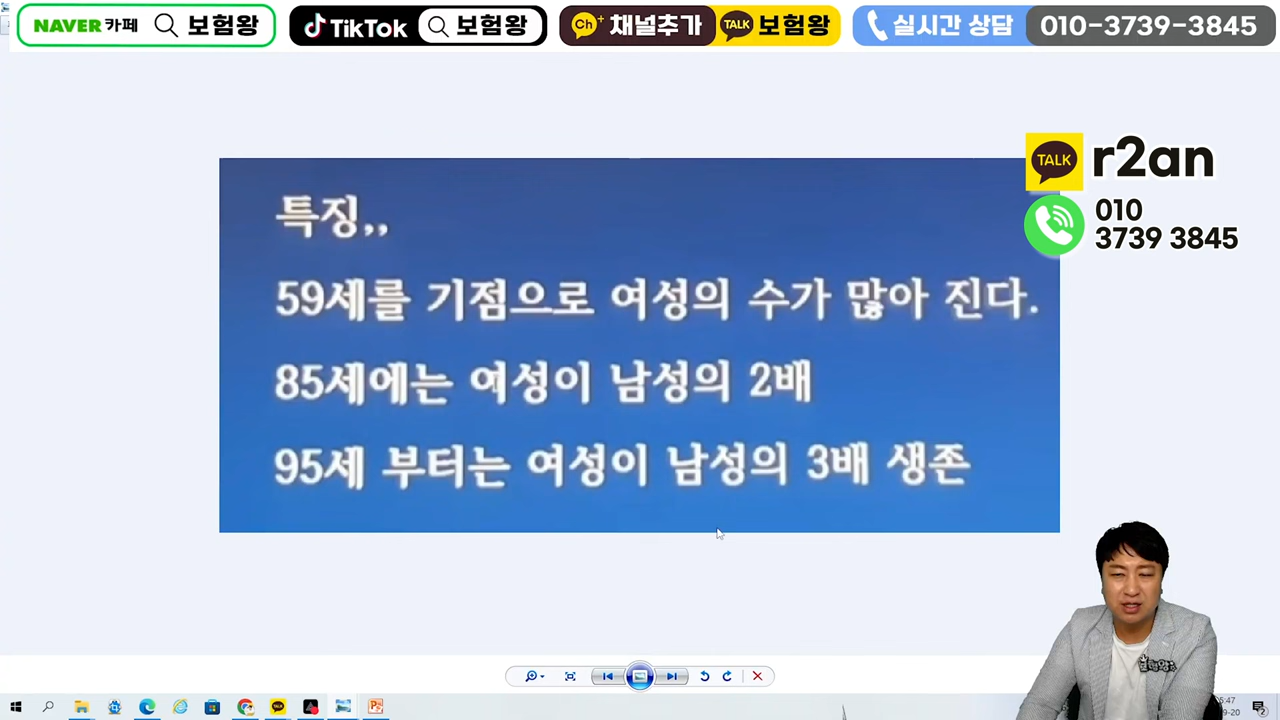 NAVER 카페 보험왕
TikTok 보험왕
Ch+ 채널추가 TALK 보험왕
실시간 상담 010-3739-3845
TALK r2an
010
3739 3845
특징,,
59세를 기점으로 여성의 수가 많아 진다.
85세에는 여성이 남성의 2배
95세 부터는 여성이 남성의 3배 생존